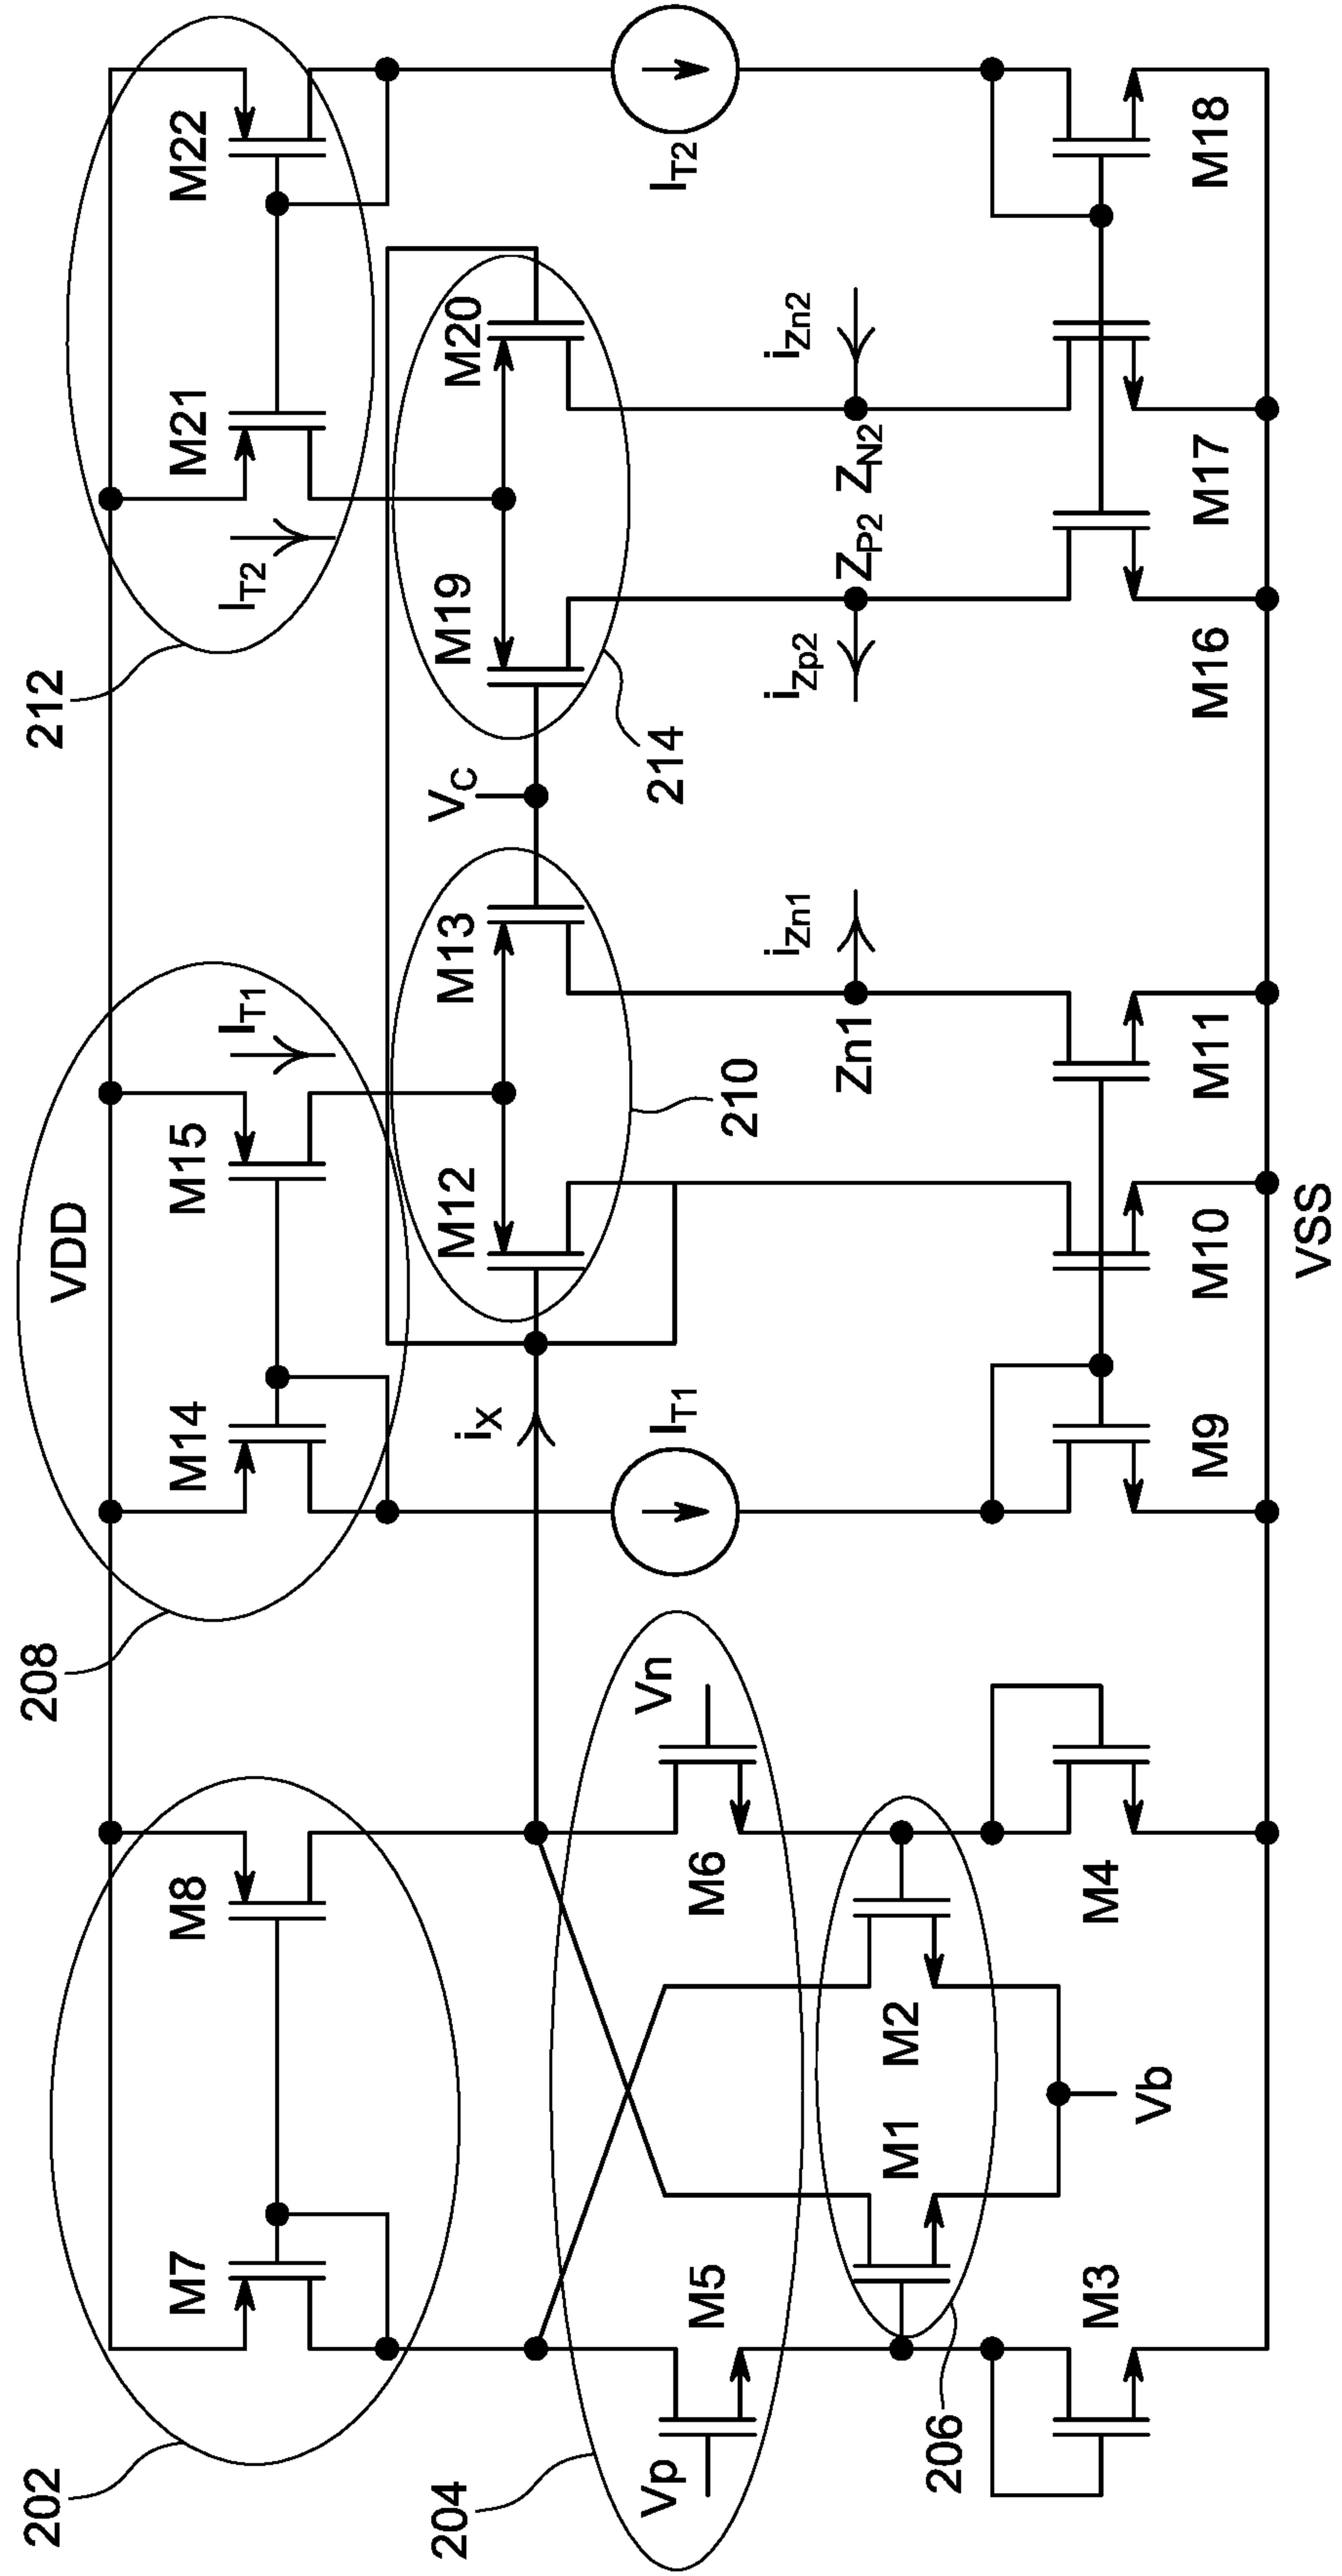 202
208
212
VDD
M7
M8
M14
M15
M21
M22
I_T1
I_T2
204
i_X
M12
M13
V_C
M19
M20
Vp
Vn
I_T1
214
I_T2
M5
M6
210
i_Zn1
i_Zp2
i_Zn2
Zn1
Z_P2
Z_N2
M1
M2
206
M3
M4
Vb
M9
M10
M11
M16
M17
M18
VSS